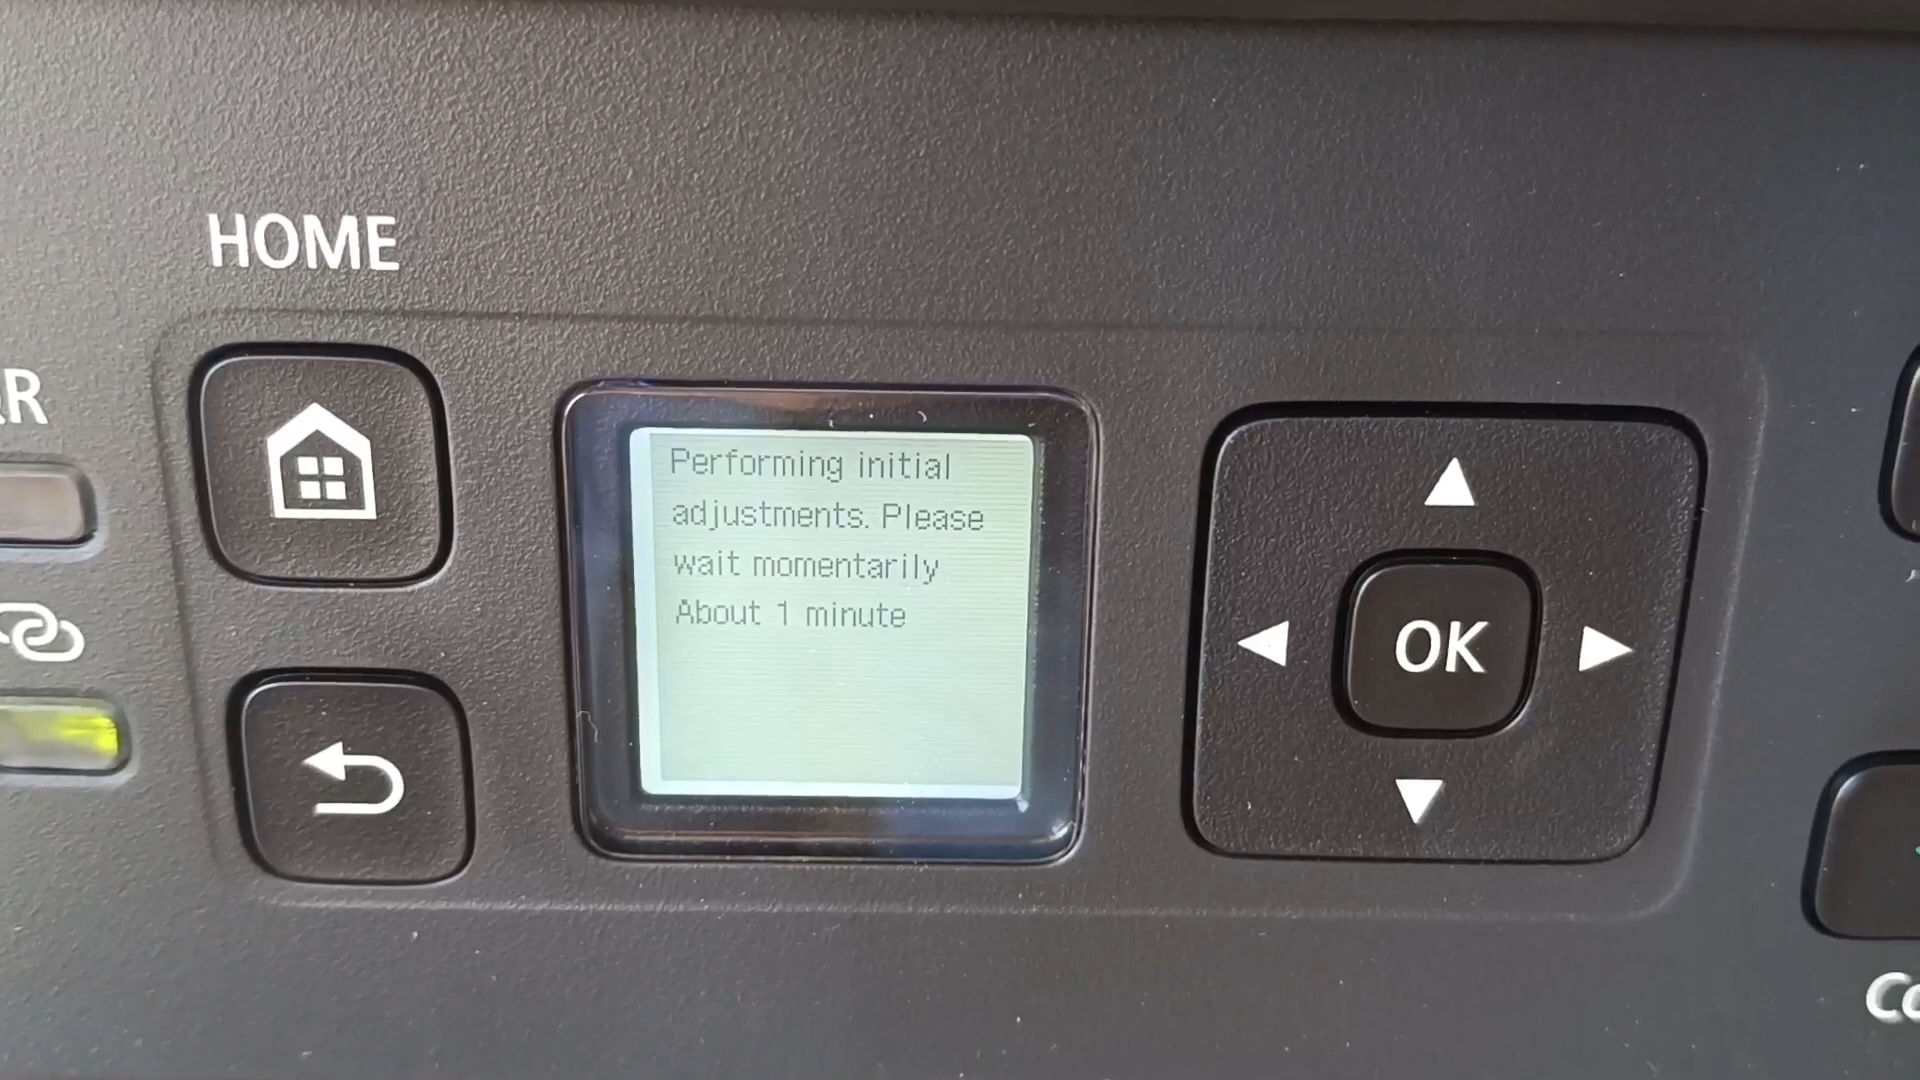 HOME
Performing initial
adjustments. Please
wait momentarily
About 1 minute
OK